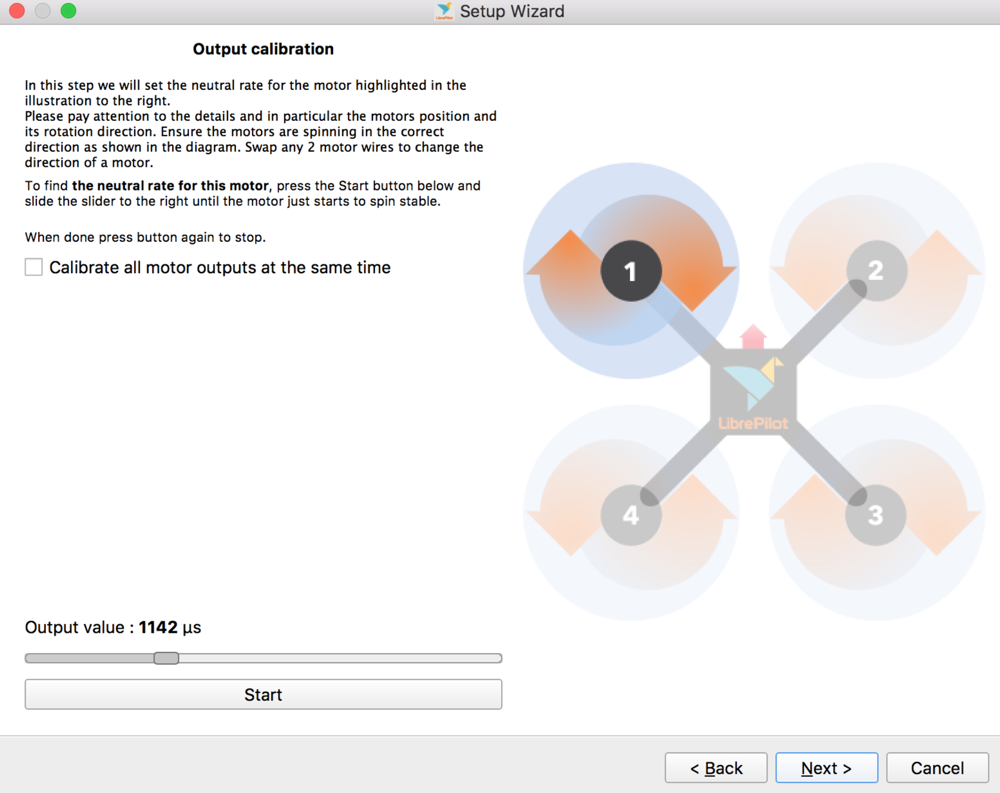 Setup Wizard
Output calibration
In this step we will set the neutral rate for the motor highlighted in the
illustration to the right.
Please pay attention to the details and in particular the motors position and
its rotation direction. Ensure the motors are spinning in the correct
direction as shown in the diagram. Swap any 2 motor wires to change the
direction of a motor.
To find the neutral rate for this motor, press the Start button below and
slide the slider to the right until the motor just starts to spin stable.
When done press button again to stop.
Calibrate all motor outputs at the same time
1
2
LibrePilot
4
3
Output value : 1142 µs
Start
< Back
Next >
Cancel